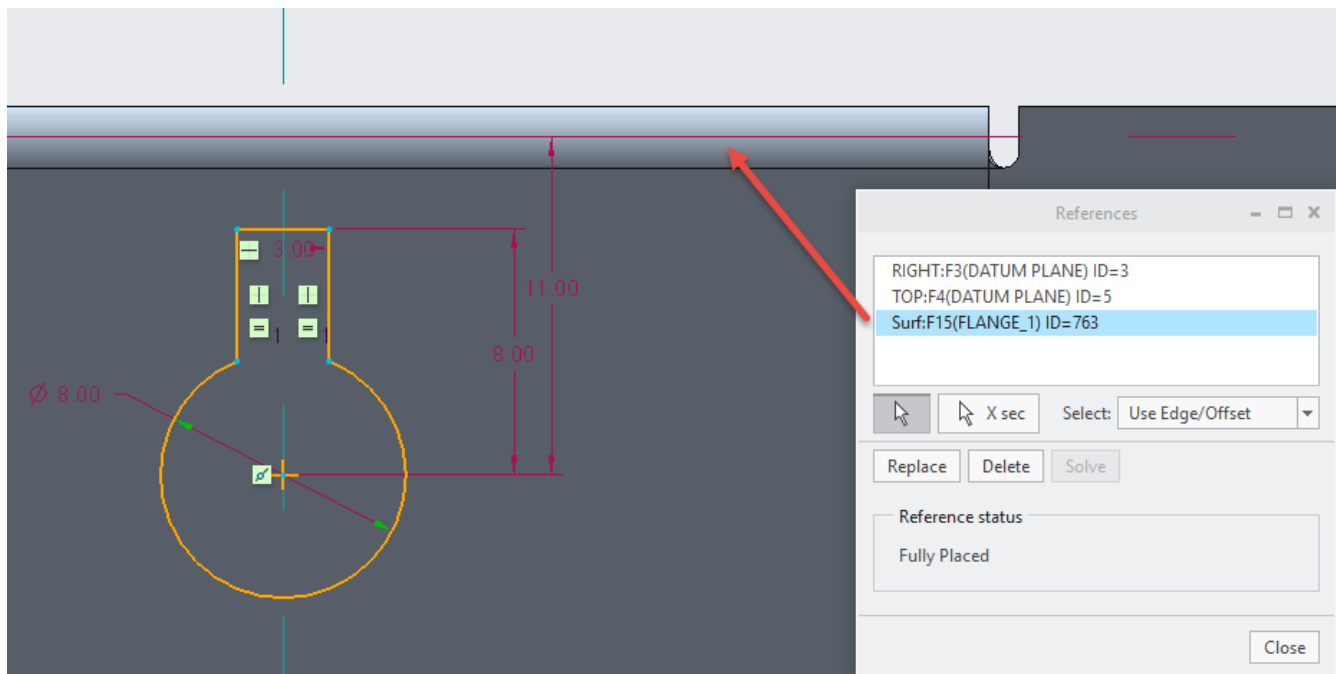 References
RIGHT:F3(DATUM PLANE) ID=3
TOP:F4(DATUM PLANE) ID=5
Surf:F15(FLANGE_1) ID=763
X sec
Select:
Use Edge/Offset
Replace
Delete
Solve
Reference status
Fully Placed
Close
3.00
11.00
1
1
8.00
Ø 8.00